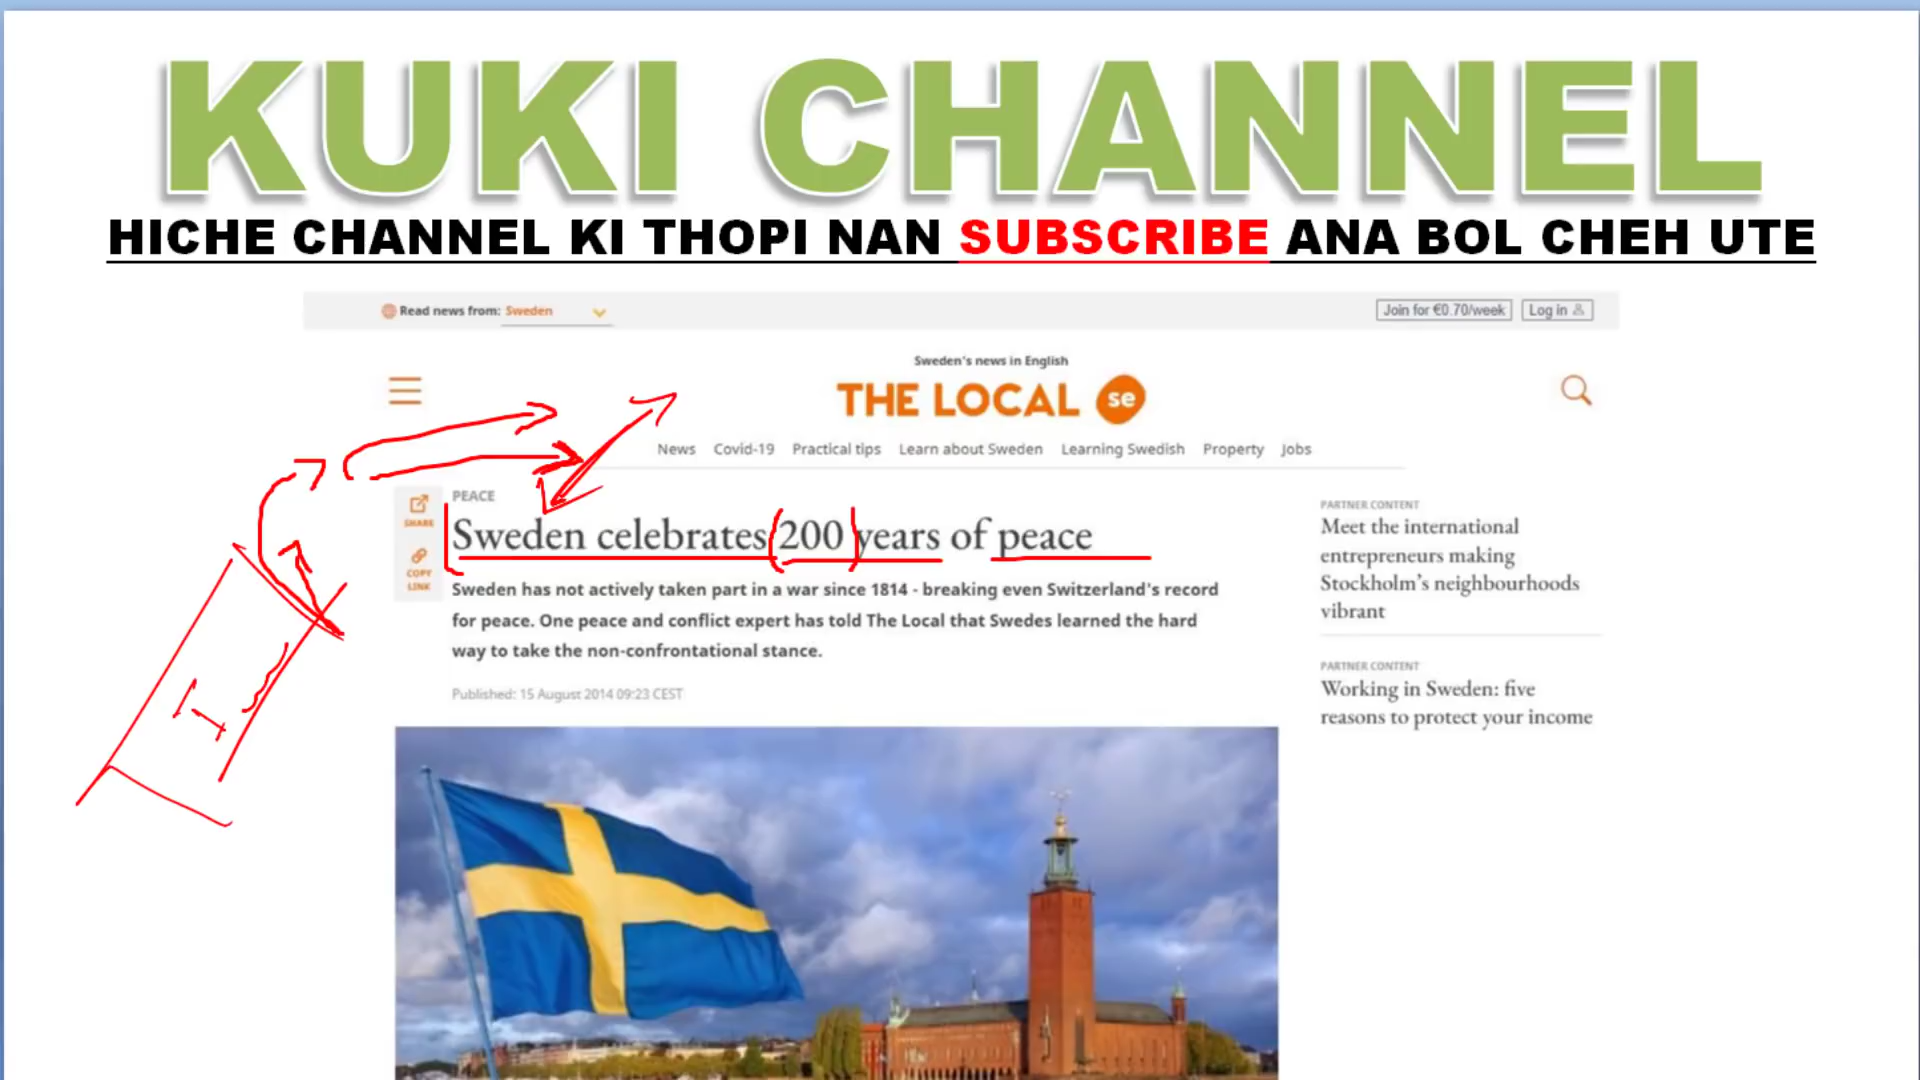 KUKI CHANNEL
HICHE CHANNEL KI THOPI NAN SUBSCRIBE ANA BOL CHEH UTE
Read news from: Sweden
Join for €0.70/week
Log in
Sweden's news in English
THE LOCAL se
News Covid-19 Practical tips Learn about Sweden Learning Swedish Property Jobs
SHARE
COPY
LINK
PEACE
Sweden celebrates 200 years of peace
Sweden has not actively taken part in a war since 1814 - breaking even Switzerland's record
for peace. One peace and conflict expert has told The Local that Swedes learned the hard
way to take the non-confrontational stance.
Published: 15 August 2014 09:23 CEST
PARTNER CONTENT
Meet the international
entrepreneurs making
Stockholm's neighbourhoods
vibrant
PARTNER CONTENT
Working in Sweden: five
reasons to protect your income